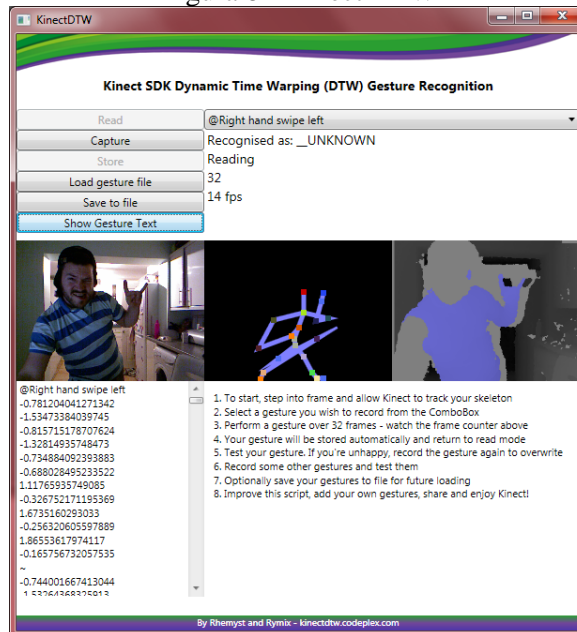 KinectDTW
Kinect SDK Dynamic Time Warping (DTW) Gesture Recognition
Read
@Right hand swipe left
Capture
Recognised as: __UNKNOWN
Store
Reading
Load gesture file
32
Save to file
14 fps
Show Gesture Text
@Right hand swipe left
-0.781204041271342
-1.53473384039745
-0.815715178707624
-1.32814935748473
-0.734884092393883
-0.688028495233522
1.11765935749085
-0.326752171195369
1.6735160293033
-0.256320605597889
1.86553617974117
-0.165756732057535
~
-0.744001667413044
-1.53264368325913
1. To start, step into frame and allow Kinect to track your skeleton
2. Select a gesture you wish to record from the ComboBox
3. Perform a gesture over 32 frames - watch the frame counter above
4. Your gesture will be stored automatically and return to read mode
5. Test your gesture. If you're unhappy, record the gesture again to overwrite
6. Record some other gestures and test them
7. Optionally save your gestures to file for future loading
8. Improve this script, add your own gestures, share and enjoy Kinect!
By Rhemyst and Rymix - kinectdtw.codeplex.com